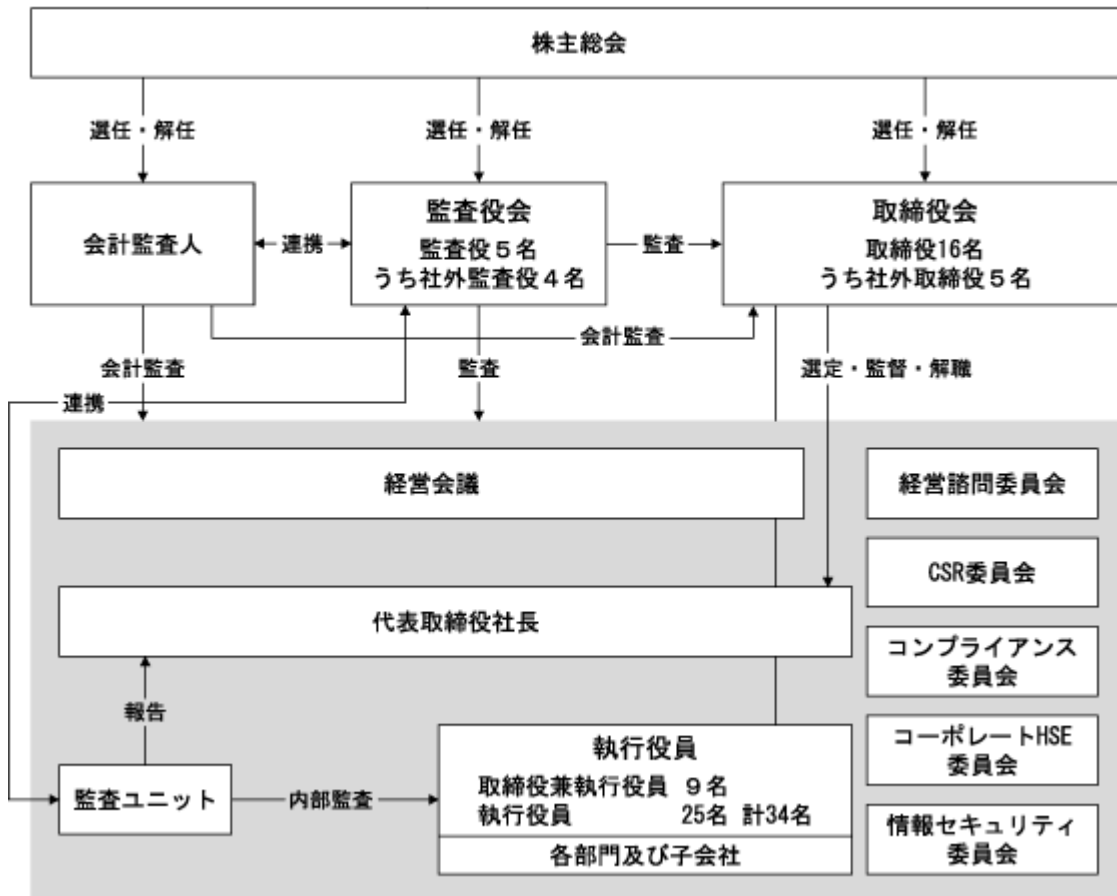 株主総会
選任・解任
選任・解任
選任・解任
会計監査人
連携
監査役会
監査役５名
うち社外監査役４名
監査
取締役会
取締役16名
うち社外取締役５名
会計監査
会計監査
監査
選定・監督・解職
連携
経営会議
経営諮問委員会
CSR委員会
代表取締役社長
コンプライアンス
委員会
報告
コーポレートHSE
委員会
執行役員
取締役兼執行役員 ９名
執行役員 25名 計34名
監査ユニット
内部監査
各部門及び子会社
情報セキュリティ
委員会